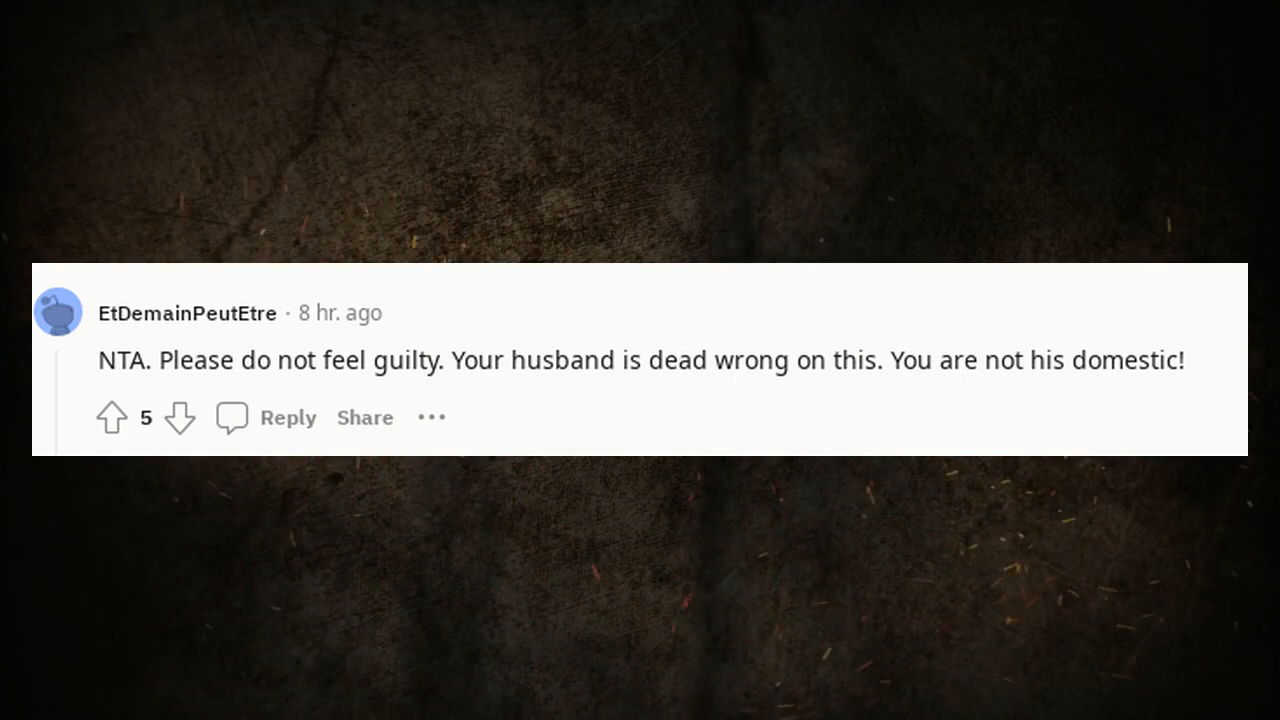 EtDemainPeutEtre · 8 hr. ago
NTA. Please do not feel guilty. Your husband is dead wrong on this. You are not his domestic!
5 Reply Share •••